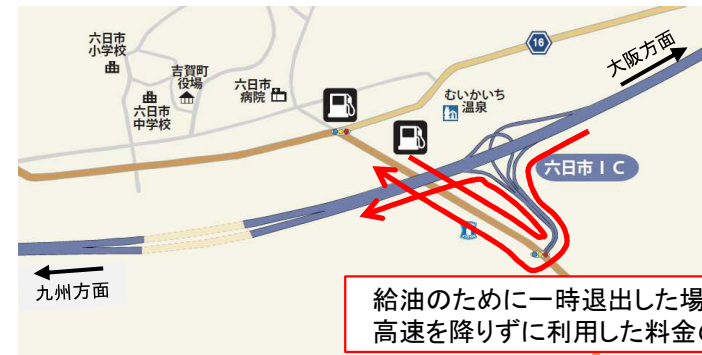 六日市
小学校
吉賀町
役場
六日市
病院
六日市
中学校
16
大阪方面
むいかいち
温泉
六日市IC
九州方面
給油のために一時退出した場
高速を降りずに利用した料金の